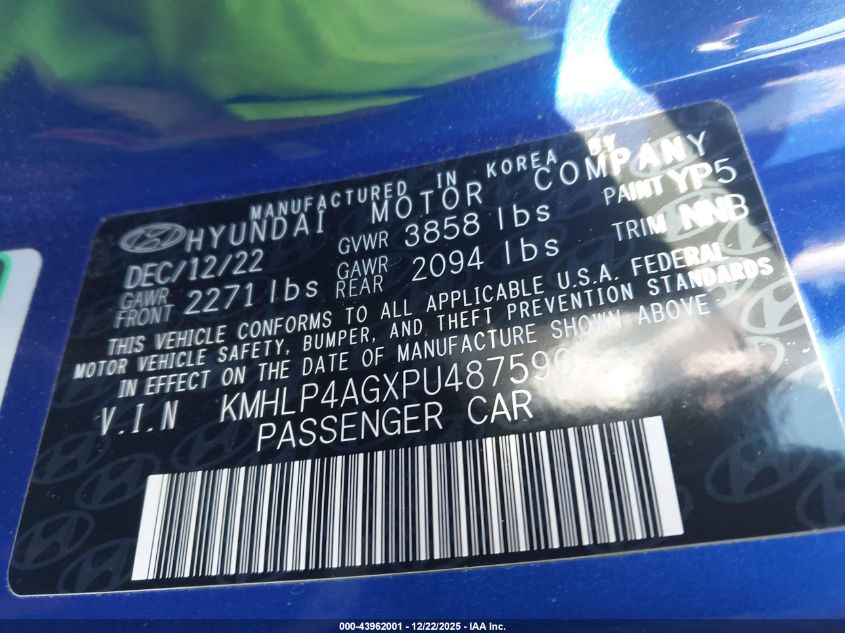 MANUFACTURED IN KOREA BY
HYUNDAI MOTOR COMPANY
DEC/12/22 GVWR 3858 lbs PAINT YP5
GAWR FRONT 2271 lbs GAWR REAR 2094 lbs TRIM NNB
THIS VEHICLE CONFORMS TO ALL APPLICABLE U.S.A. FEDERAL
MOTOR VEHICLE SAFETY, BUMPER, AND THEFT PREVENTION STANDARDS
IN EFFECT ON THE DATE OF MANUFACTURE SHOWN ABOVE
V.I.N KMHLP4AGXPU487590
PASSENGER CAR
000-43962001 - 12/22/2025 - IAA Inc.